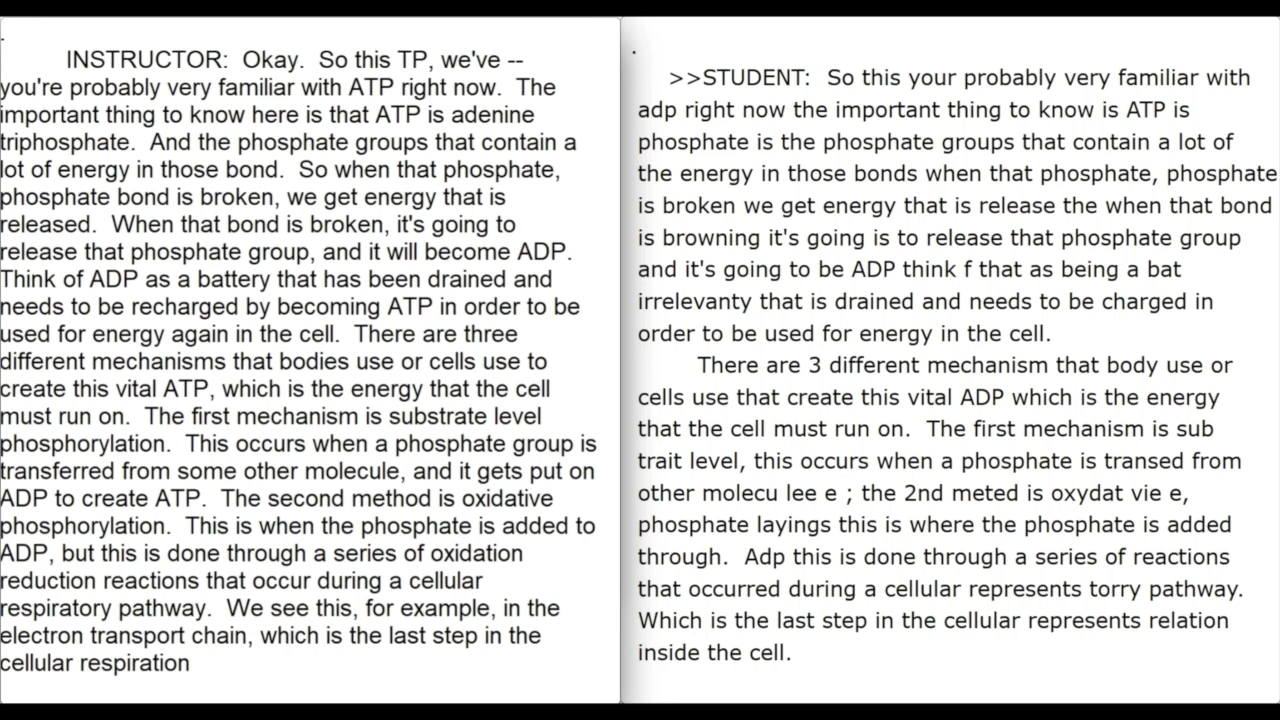 .
INSTRUCTOR:  Okay.  So this TP, we've --
you're probably very familiar with ATP right now.  The
important thing to know here is that ATP is adenine
triphosphate.  And the phosphate groups that contain a
lot of energy in those bond.  So when that phosphate,
phosphate bond is broken, we get energy that is
released.  When that bond is broken, it's going to
release that phosphate group, and it will become ADP.
Think of ADP as a battery that has been drained and
needs to be recharged by becoming ATP in order to be
used for energy again in the cell.  There are three
different mechanisms that bodies use or cells use to
create this vital ATP, which is the energy that the cell
must run on.  The first mechanism is substrate level
phosphorylation.  This occurs when a phosphate group is
transferred from some other molecule, and it gets put on
ADP to create ATP.  The second method is oxidative
phosphorylation.  This is when the phosphate is added to
ADP, but this is done through a series of oxidation
reduction reactions that occur during a cellular
respiratory pathway.  We see this, for example, in the
electron transport chain, which is the last step in the
cellular respiration
.
>>STUDENT:  So this your probably very familiar with
adp right now the important thing to know is ATP is
phosphate is the phosphate groups that contain a lot of
the energy in those bonds when that phosphate, phosphate
is broken we get energy that is release the when that bond
is browning it's going is to release that phosphate group
and it's going to be ADP think f that as being a bat
irrelevanty that is drained and needs to be charged in
order to be used for energy in the cell.
There are 3 different mechanism that body use or
cells use that create this vital ADP which is the energy
that the cell must run on.  The first mechanism is sub
trait level, this occurs when a phosphate is transed from
other molecu lee e ; the 2nd meted is oxydat vie e,
phosphate layings this is where the phosphate is added
through.  Adp this is done through a series of reactions
that occurred during a cellular represents torry pathway.
Which is the last step in the cellular represents relation
inside the cell.